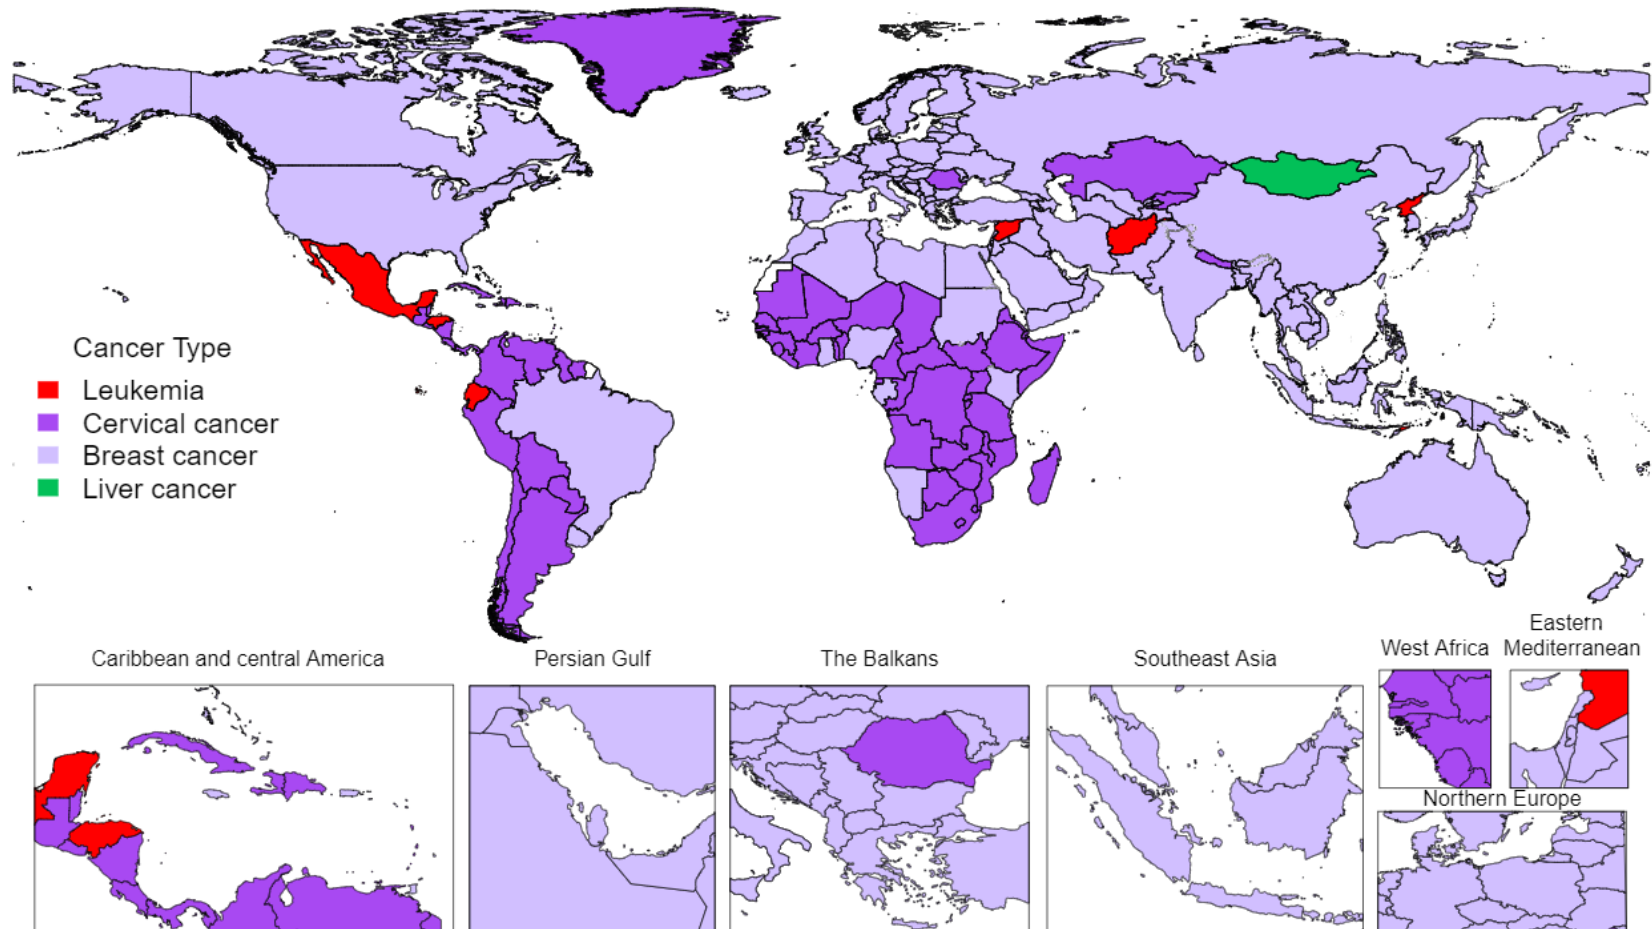 Cancer Type
Leukemia
Cervical cancer
Breast cancer
Liver cancer
Caribbean and central America
Persian Gulf
The Balkans
Southeast Asia
West Africa
Eastern
Mediterranean
Northern Europe